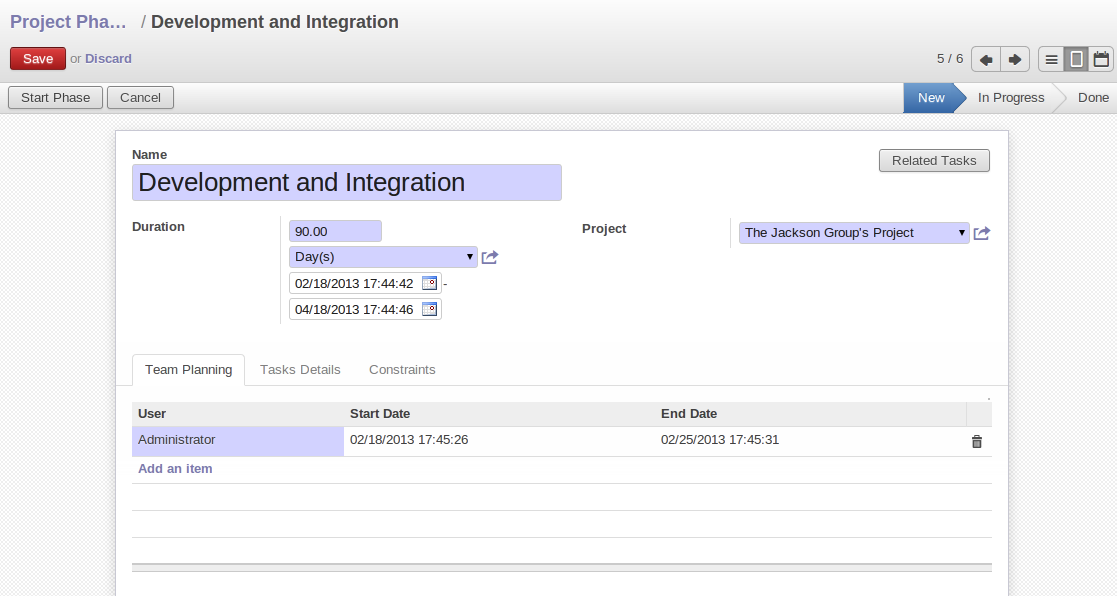 Project Pha... / Development and Integration
Save or Discard
5 / 6
Start Phase Cancel
New In Progress Done
Name
Related Tasks
Development and Integration
Duration
90.00
Project
The Jackson Group's Project
Day(s)
02/18/2013 17:44:42 -
04/18/2013 17:44:46
Team Planning Tasks Details Constraints
User Start Date End Date
Administrator 02/18/2013 17:45:26 02/25/2013 17:45:31
Add an item